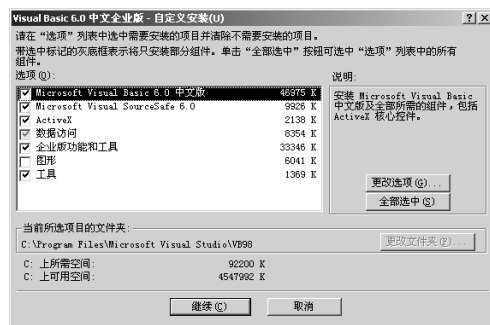 Visual Basic 6.0 中文企业版 - 自定义安装(U)
请在 “选项” 列表中选中需要安装的项目并清除不需要安装的项目。
带选中标记的灰底框表示将只安装部分组件。单击 “全部选中” 按钮可选中 “选项” 列表中的所有
组件。
选项(O):
Microsoft Visual Basic 6.0 中文版 46975 K
Microsoft Visual SourceSafe 6.0 9926 K
ActiveX 2138 K
数据访问 8354 K
企业版功能和工具 33346 K
图形 6041 K
工具 1369 K
说明:
安装 Microsoft Visual Basic
中文版及全部所需的组件，包括
ActiveX 核心控件。
更改选项(G)...
全部选中(S)
当前所选项目的文件夹:
C:\Program Files\Microsoft Visual Studio\VB98
更改文件夹(F)...
C: 上所需空间: 92200 K
C: 上可用空间: 4547992 K
继续(C)
取消